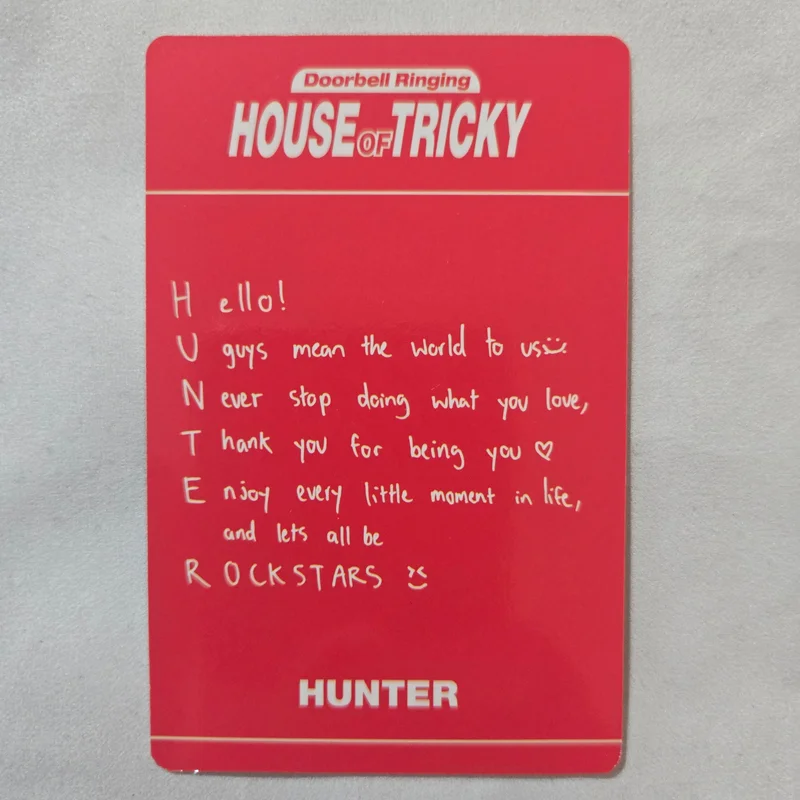 Doorbell Ringing
HOUSE OF TRICKY
Hello!
U guys mean the world to us
Never stop doing what you love,
Thank you for being you ♡
Enjoy every little moment in life,
and lets all be
ROCKSTARS
HUNTER